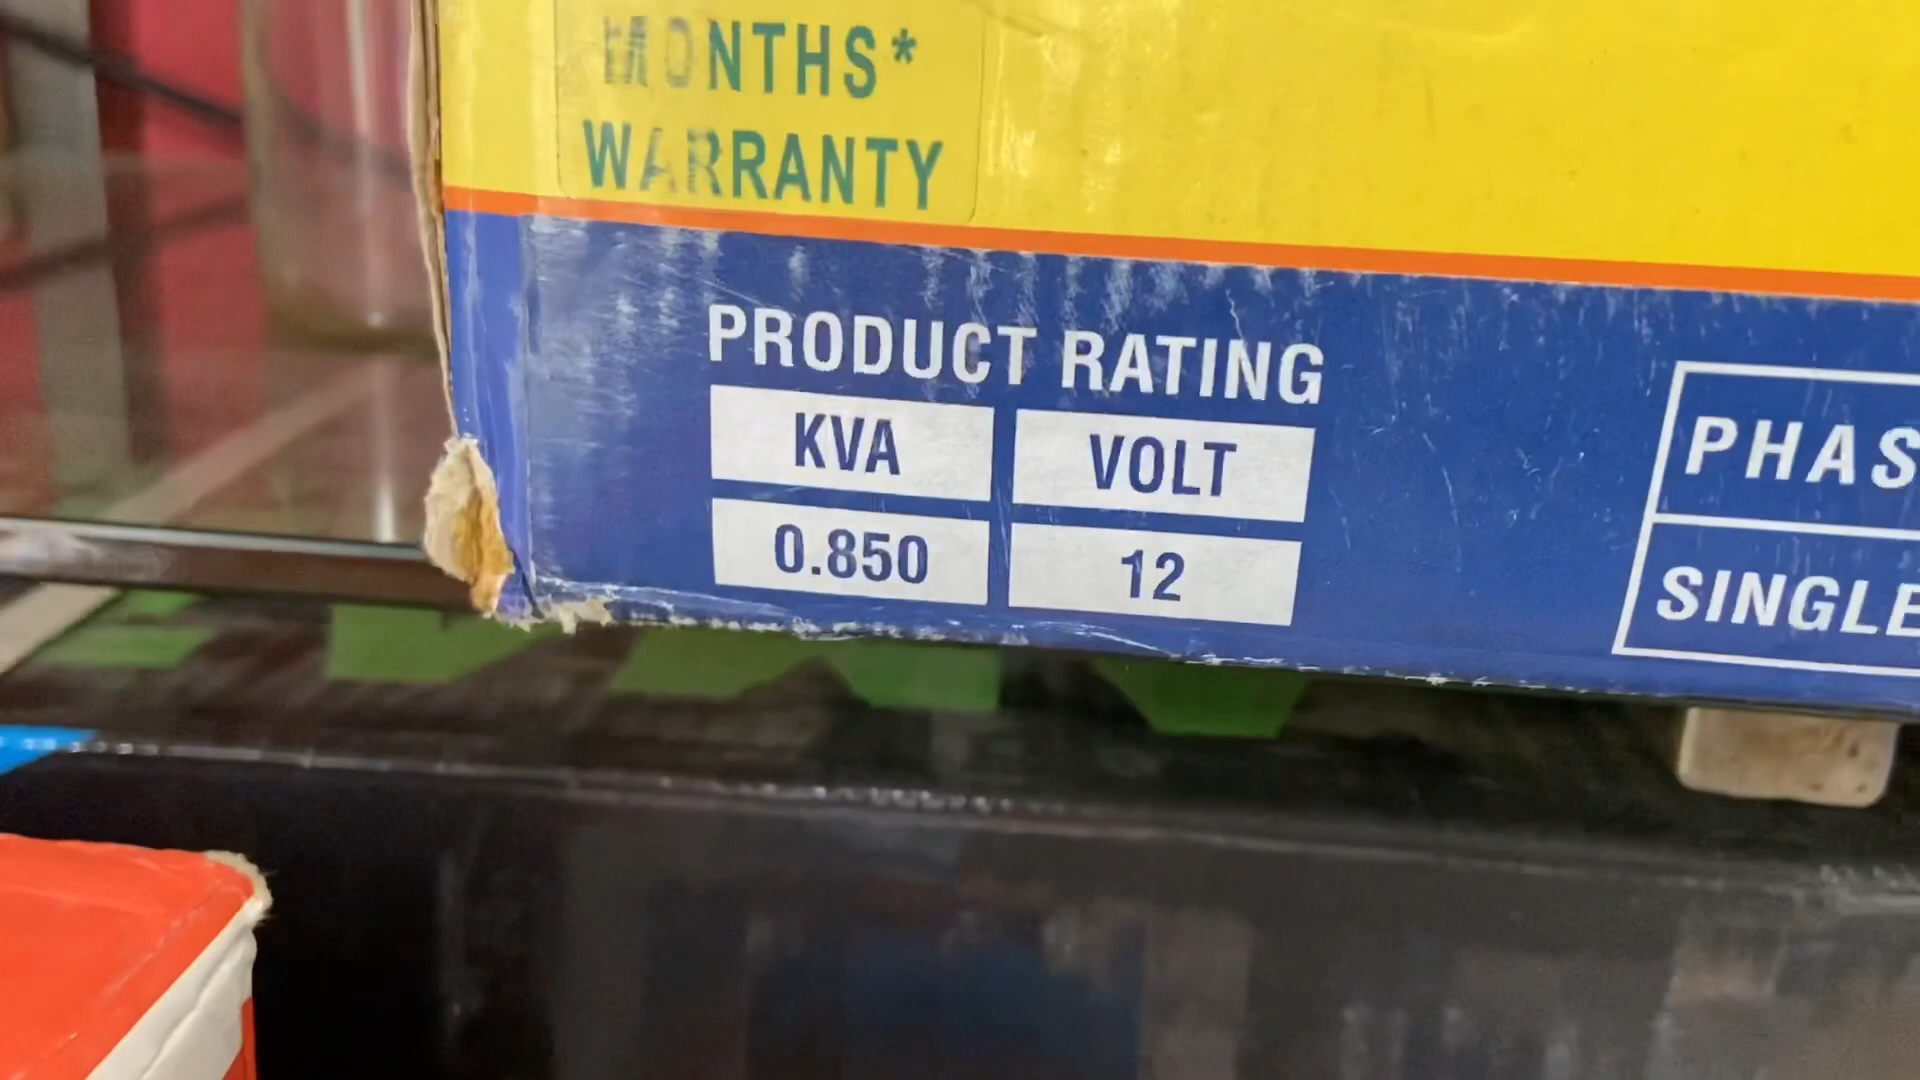 MONTHS*
WARRANTY
PRODUCT RATING
KVA VOLT
0.850 12
PHAS
SINGLE